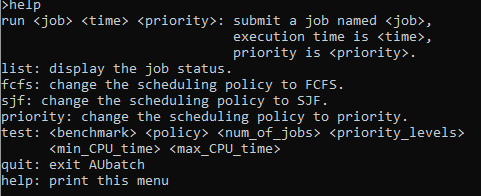 >help
run <job> <time> <priority>: submit a job named <job>,
execution time is <time>,
priority is <priority>.
list: display the job status.
fcfs: change the scheduling policy to FCFS.
sjf: change the scheduling policy to SJF.
priority: change the scheduling policy to priority.
test: <benchmark> <policy> <num_of_jobs> <priority_levels>
<min_CPU_time> <max_CPU_time>
quit: exit AUbatch
help: print this menu